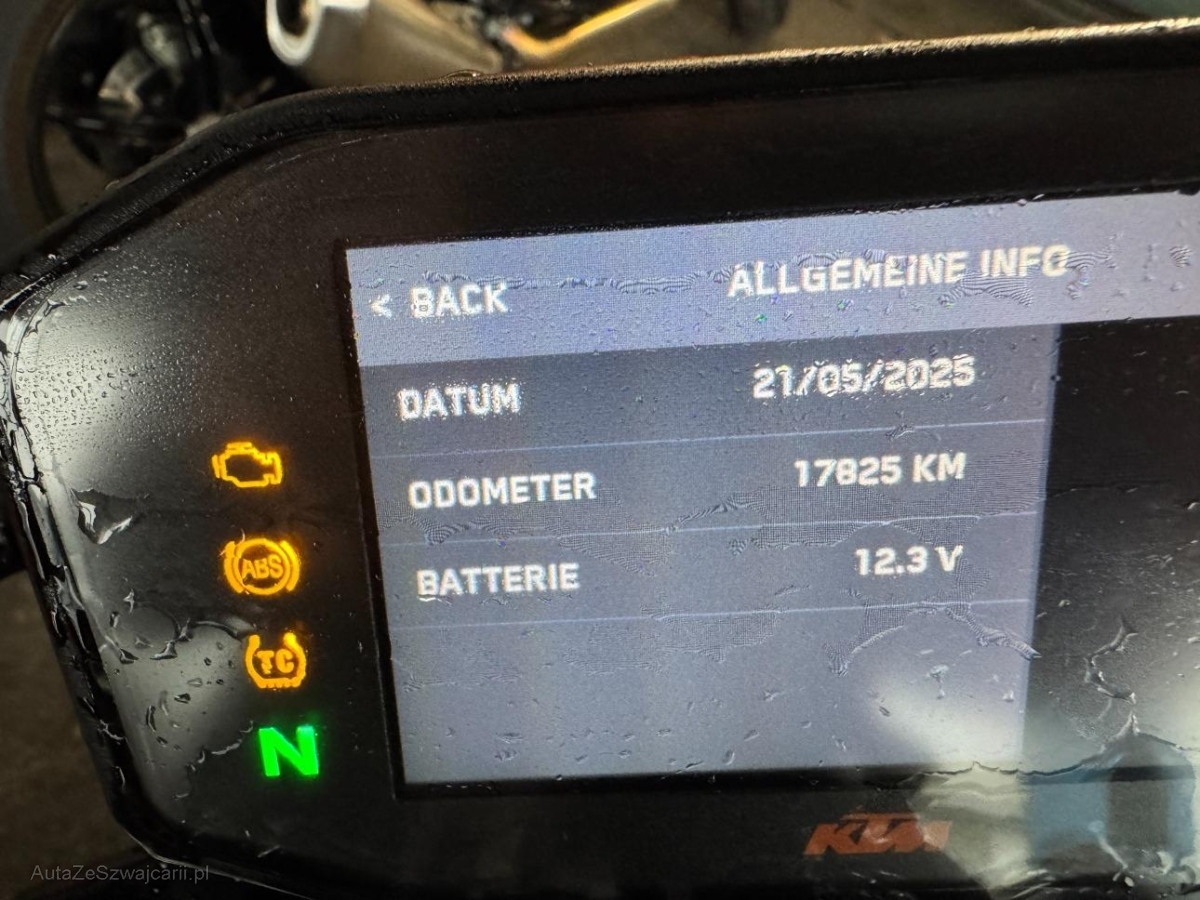 < BACK
ALLGEMEINE INFO
DATUM 21/05/2025
ODOMETER 17825 KM
BATTERIE 12.3 V
ABS
TC
N
KTM
AutaZeSzwajcarii.pl